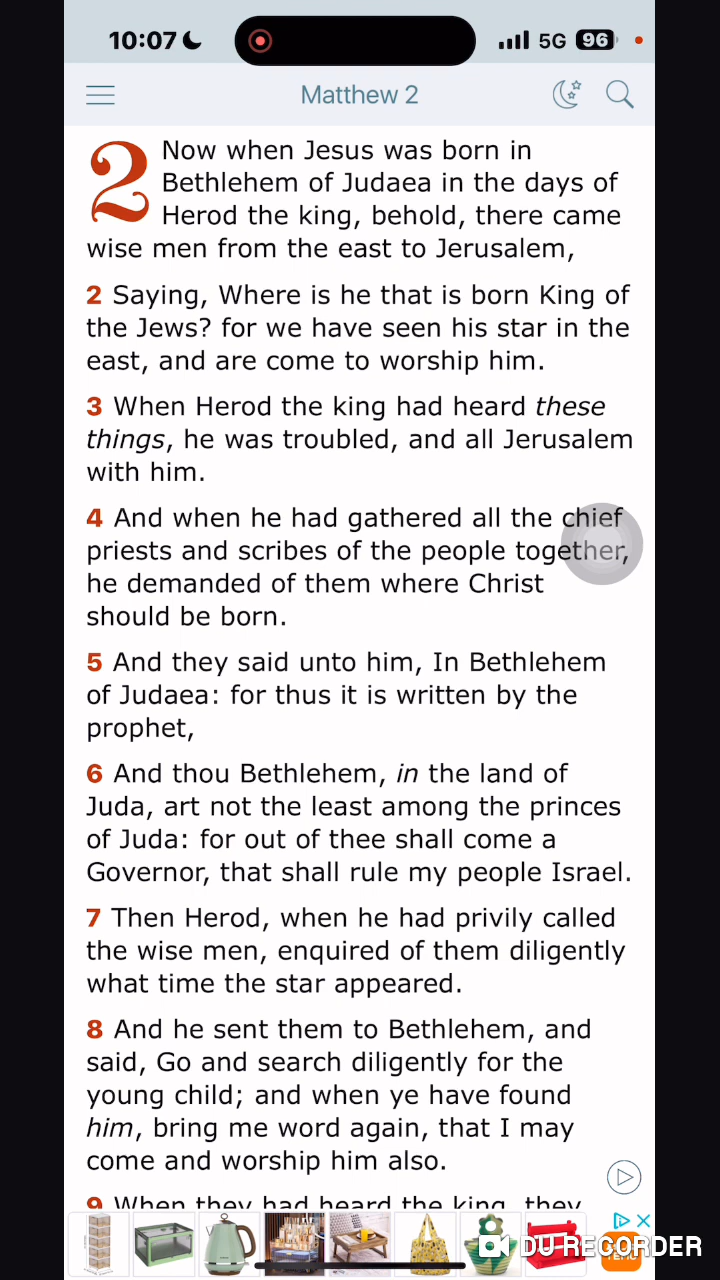 10:07
5G
96
Matthew 2
2 Now when Jesus was born in
Bethlehem of Judaea in the days of
Herod the king, behold, there came
wise men from the east to Jerusalem,
2 Saying, Where is he that is born King of
the Jews? for we have seen his star in the
east, and are come to worship him.
3 When Herod the king had heard these
things, he was troubled, and all Jerusalem
with him.
4 And when he had gathered all the chief
priests and scribes of the people together,
he demanded of them where Christ
should be born.
5 And they said unto him, In Bethlehem
of Judaea: for thus it is written by the
prophet,
6 And thou Bethlehem, in the land of
Juda, art not the least among the princes
of Juda: for out of thee shall come a
Governor, that shall rule my people Israel.
7 Then Herod, when he had privily called
the wise men, enquired of them diligently
what time the star appeared.
8 And he sent them to Bethlehem, and
said, Go and search diligently for the
young child; and when ye have found
him, bring me word again, that I may
come and worship him also.
9 When they had heard the king, they
DU RECORDER